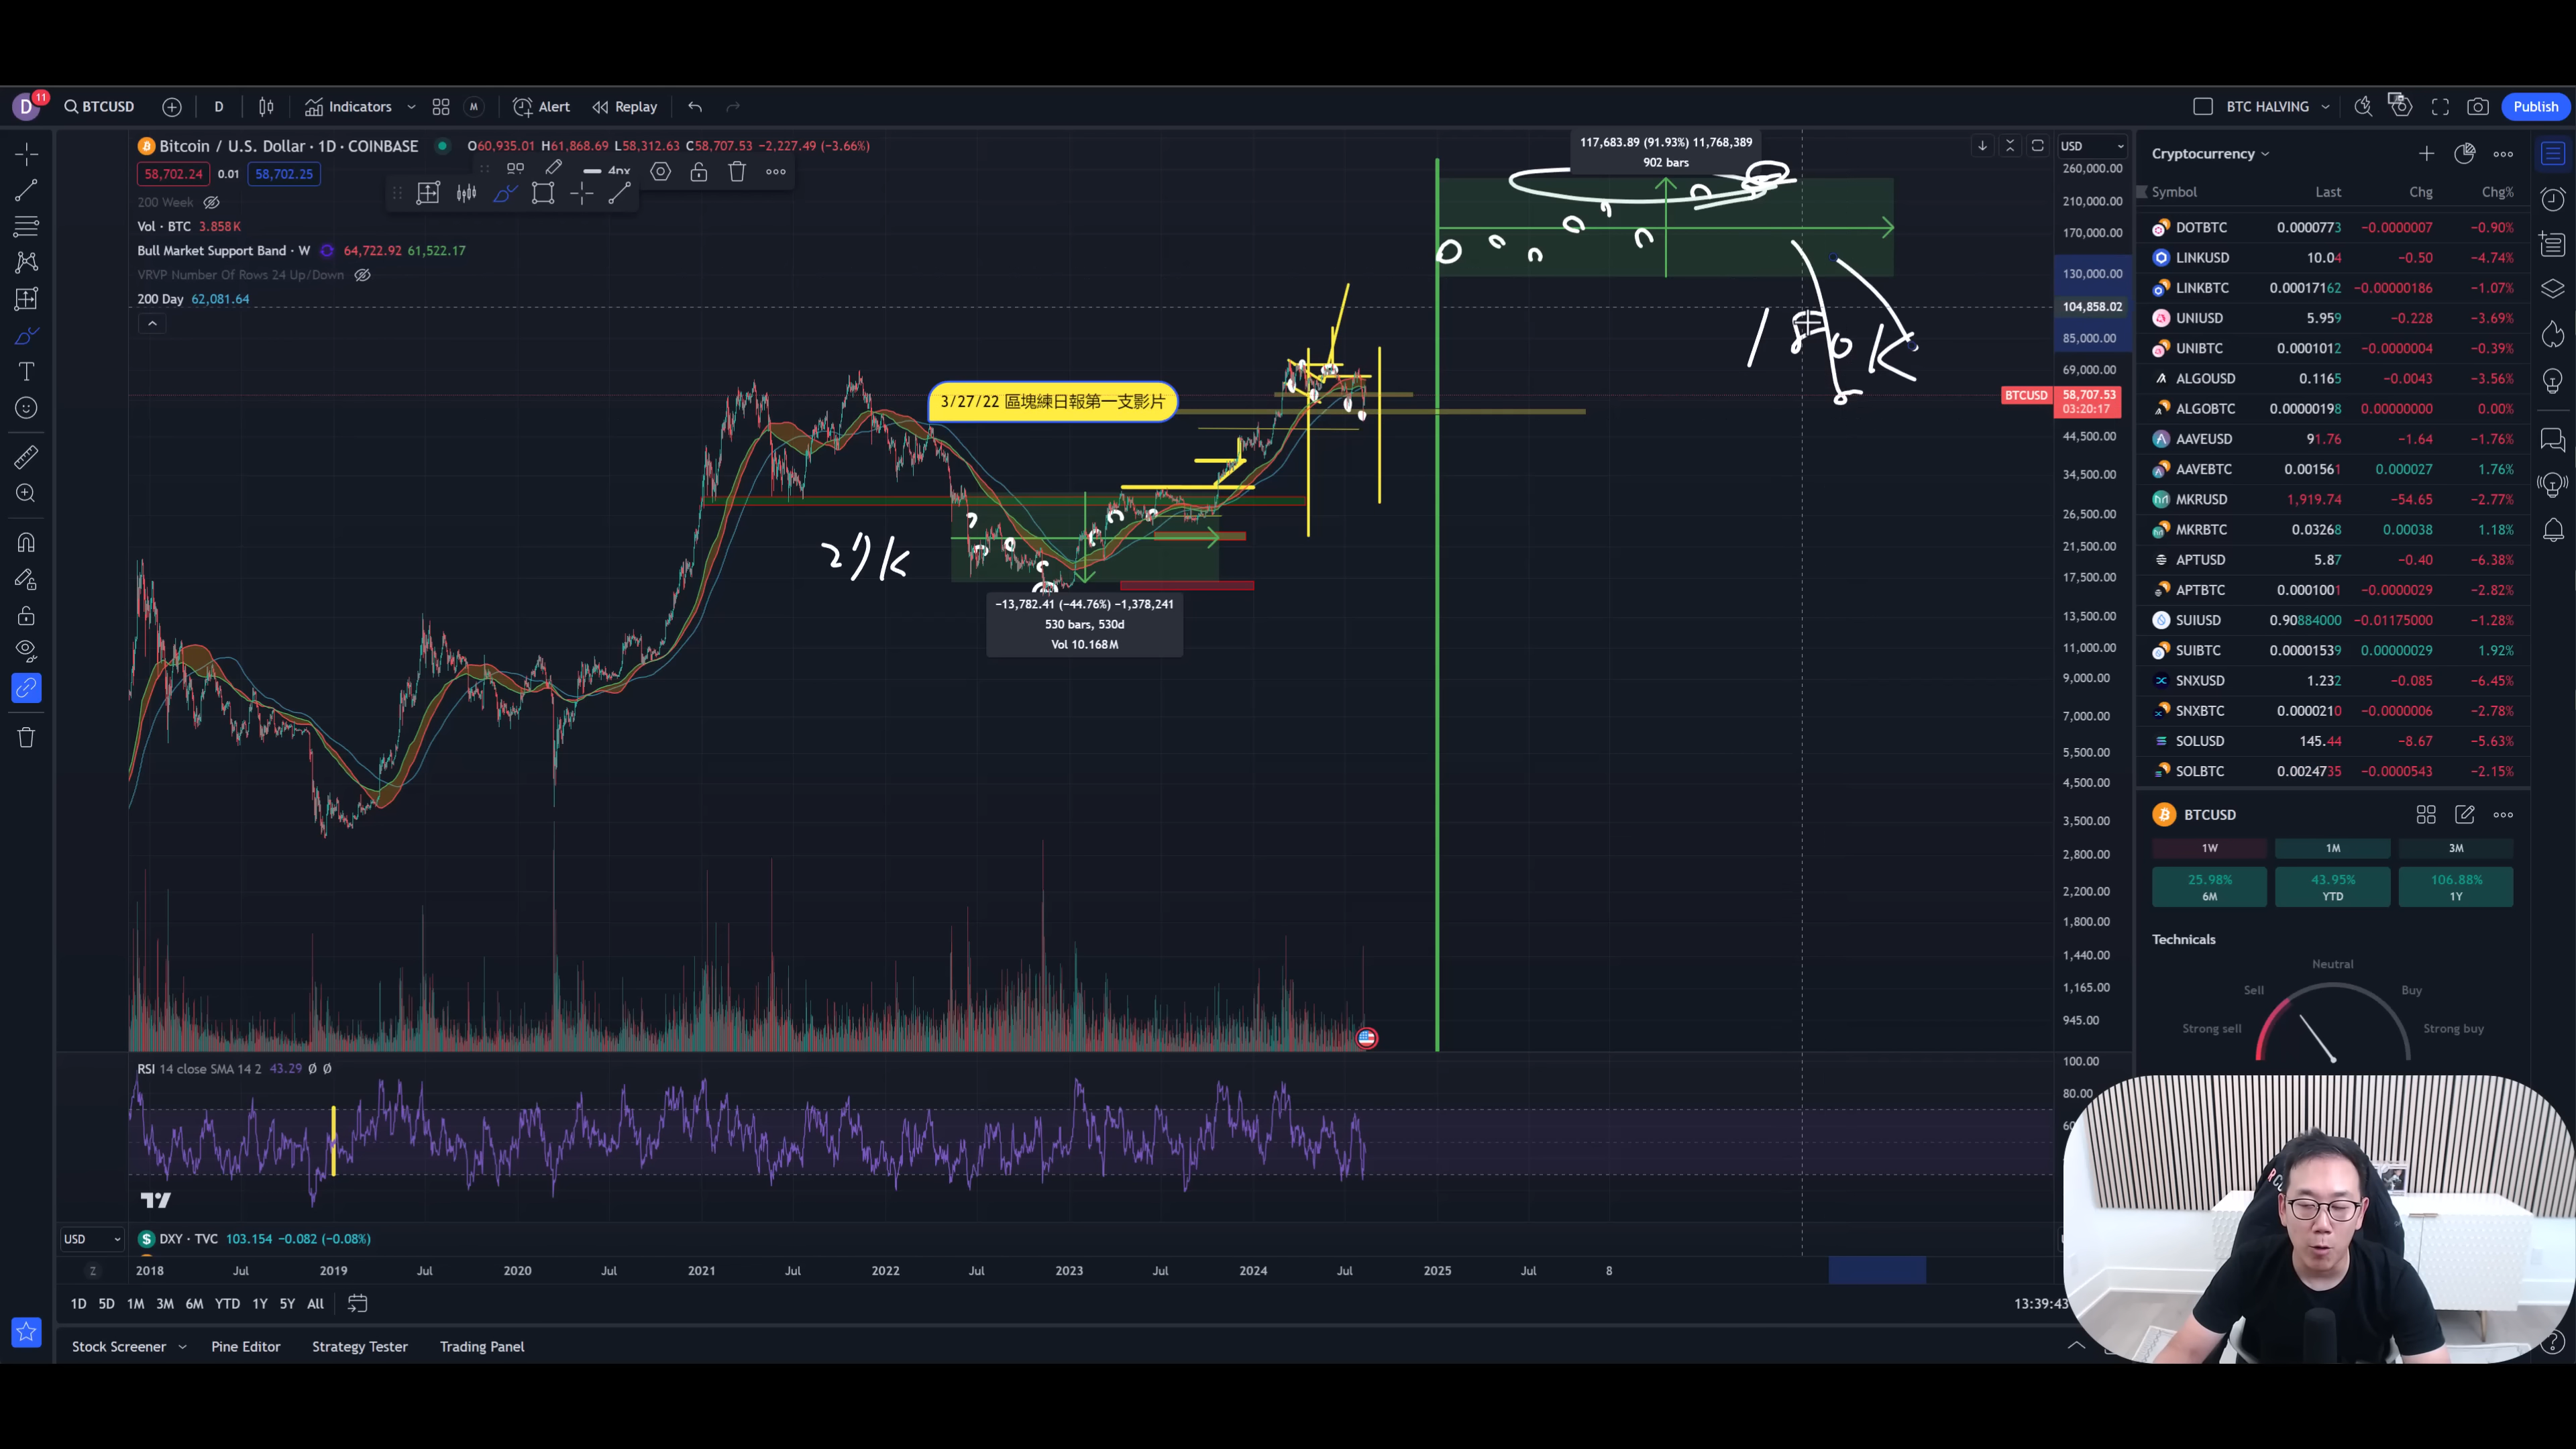 D 11 BTCUSD D Indicators M Alert Replay BTC HALVING Publish
Bitcoin / U.S. Dollar · 1D · COINBASE O60,935.01 H61,868.69 L58,312.63 C58,707.53 −2,227.49 (−3.66%)
58,702.24 0.01 58,702.25
4px
200 Week
Vol · BTC 3.858K
Bull Market Support Band · W 64,722.92 61,522.17
VRVP Number Of Rows 24 Up/Down
200 Day 62,081.64
117,683.89 (91.93%) 11,768,389
902 bars
180K
3/27/22 區塊練日報第一支影片
27K
−13,782.41 (−44.76%) −1,378,241
530 bars, 530d
Vol 10.168M
USD
260,000.00
210,000.00
170,000.00
130,000.00
104,858.02
85,000.00
69,000.00
BTCUSD 58,707.53
03:20:17
44,500.00
34,500.00
26,500.00
21,500.00
17,500.00
13,500.00
11,000.00
9,000.00
7,000.00
5,500.00
4,500.00
3,500.00
2,800.00
2,200.00
1,800.00
1,440.00
1,165.00
945.00
RSI 14 close SMA 14 2 43.29 Ø Ø
100.00
80.00
USD DXY · TVC 103.154 −0.082 (−0.08%)
Z 2018 Jul 2019 Jul 2020 Jul 2021 Jul 2022 Jul 2023 Jul 2024 Jul 2025 Jul 8
1D 5D 1M 3M 6M YTD 1Y 5Y All
13:39:43
Stock Screener Pine Editor Strategy Tester Trading Panel
Cryptocurrency
Symbol Last Chg Chg%
DOTBTC 0.0000773 −0.0000007 −0.90%
LINKUSD 10.04 −0.50 −4.74%
LINKBTC 0.00017162 −0.00000186 −1.07%
UNIUSD 5.959 −0.228 −3.69%
UNIBTC 0.0001012 −0.0000004 −0.39%
ALGOUSD 0.1165 −0.0043 −3.56%
ALGOBTC 0.00000198 0.00000000 0.00%
AAVEUSD 91.76 −1.64 −1.76%
AAVEBTC 0.001561 0.000027 1.76%
MKRUSD 1,919.74 −54.65 −2.77%
MKRBTC 0.03268 0.00038 1.18%
APTUSD 5.87 −0.40 −6.38%
APTBTC 0.0001001 −0.0000029 −2.82%
SUIUSD 0.90884000 −0.01175000 −1.28%
SUIBTC 0.00001539 0.00000029 1.92%
SNXUSD 1.232 −0.085 −6.45%
SNXBTC 0.0000210 −0.0000006 −2.78%
SOLUSD 145.44 −8.67 −5.63%
SOLBTC 0.0024735 −0.0000543 −2.15%
BTCUSD
1W 1M 3M
25.98% 43.95% 106.88%
6M YTD 1Y
Technicals
Neutral
Sell Buy
Strong sell Strong buy